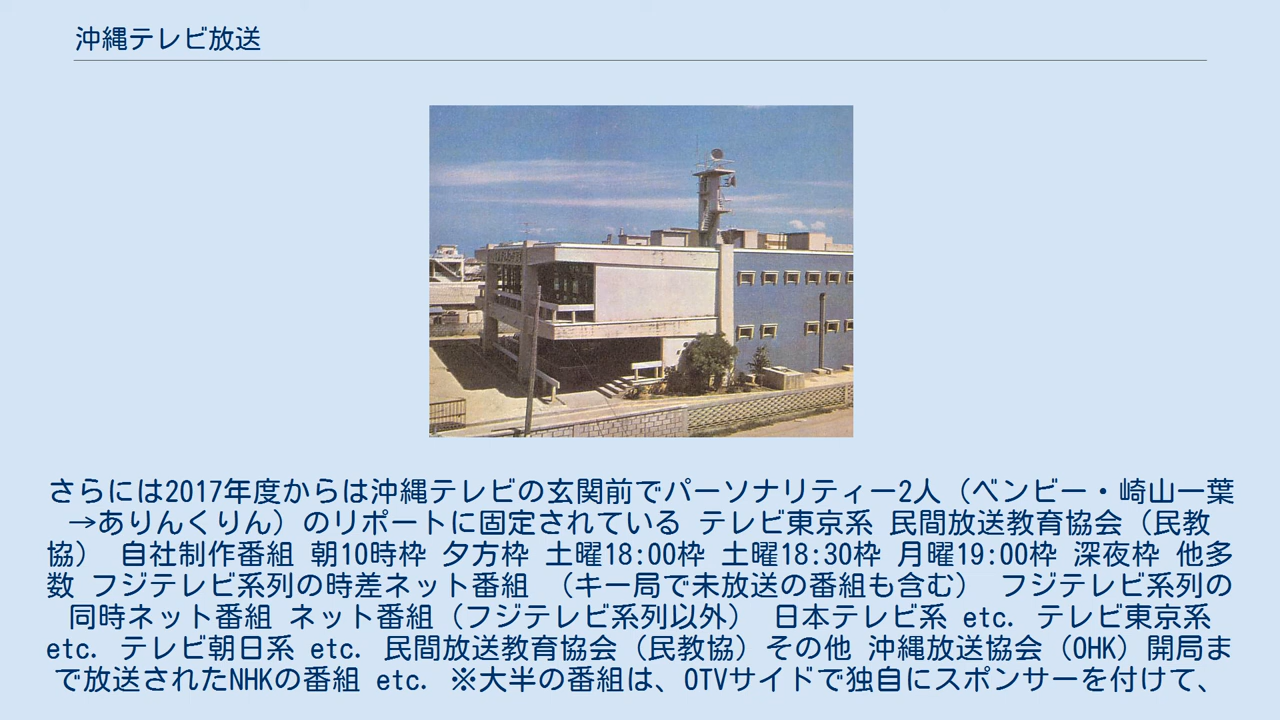 沖縄テレビ放送
さらには2017年度からは沖縄テレビの玄関前でパーソナリティー2人（ベンビー・崎山一葉
→ありんくりん）のリポートに固定されている テレビ東京系 民間放送教育協会（民教
協） 自社制作番組 朝10時枠 夕方枠 土曜18:00枠 土曜18:30枠 月曜19:00枠 深夜枠 他多
数 フジテレビ系列の時差ネット番組 （キー局で未放送の番組も含む） フジテレビ系列の
同時ネット番組 ネット番組（フジテレビ系列以外） 日本テレビ系 etc. テレビ東京系
etc. テレビ朝日系 etc. 民間放送教育協会（民教協）その他 沖縄放送協会（OHK）開局ま
で放送されたNHKの番組 etc. ※大半の番組は、OTVサイドで独自にスポンサーを付けて、